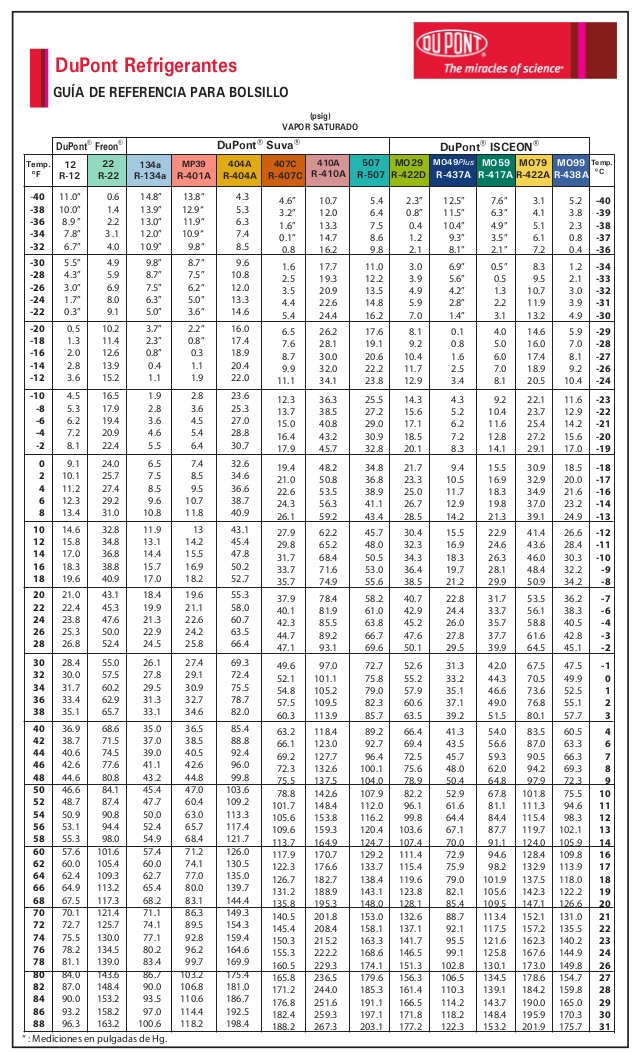 DU PONT®
The miracles of science®
DuPont Refrigerantes
GUÍA DE REFERENCIA PARA BOLSILLO
(psig)
VAPOR SATURADO
DuPont® Freon® DuPont® Suva® DuPont® ISCEON®
Temp. 12 22 134a MP39 404A 407C 410A 507 MO29 MO49Plus MO59 MO79 MO99 Temp.
°F R-12 R-22 R-134a R-401A R-404A R-407C R-410A R-507 R-422D R-437A R-417A R-422A R-438A °C
-40 11.0” 0.6 14.8” 13.8” 4.3 4.6” 10.7 5.4 2.3” 12.5” 7.6” 3.1 5.2 -40
-38 10.0” 1.4 13.9” 12.9” 5.3 3.2” 12.0 6.4 0.8” 11.5” 6.3” 4.1 3.8 -39
-36 8.9 ” 2.2 13.0” 11.9” 6.3 1.6” 13.3 7.5 0.4 10.4” 4.9” 5.1 2.3 -38
-34 7.8” 3.1 12.0” 10.9” 7.4 0.1” 14.7 8.6 1.2 9.3” 3.5” 6.1 0.8 -37
-32 6.7” 4.0 10.9” 9.8” 8.5 0.8 16.2 9.8 2.1 8.1” 2.1” 7.2 0.4 -36
-30 5.5” 4.9 9.8” 8.7” 9.6 1.6 17.7 11.0 3.0 6.9” 0.5” 8.3 1.2 -34
-28 4.3” 5.9 8.7” 7.5” 10.8 2.5 19.3 12.2 3.9 5.6” 0.5 9.5 2.1 -33
-26 3.0” 6.9 7.5” 6.2” 12.0 3.5 20.9 13.5 4.9 4.2” 1.3 10.7 3.0 -32
-24 1.7” 8.0 6.3” 5.0” 13.3 4.4 22.6 14.8 5.9 2.8” 2.2 11.9 3.9 -31
-22 0.3” 9.1 5.0” 3.6” 14.6 5.4 24.4 16.2 7.0 1.4” 3.1 13.2 4.9 -30
-20 0.5 10.2 3.7” 2.2” 16.0 6.5 26.2 17.6 8.1 0.1 4.0 14.6 5.9 -29
-18 1.3 11.4 2.3” 0.8” 17.4 7.6 28.1 19.1 9.2 0.8 5.0 16.0 7.0 -28
-16 2.0 12.6 0.8” 0.3 18.9 8.7 30.0 20.6 10.4 1.6 6.0 17.4 8.1 -27
-14 2.8 13.9 0.4 1.1 20.4 9.9 32.0 22.2 11.7 2.5 7.0 18.9 9.2 -26
-12 3.6 15.2 1.1 1.9 22.0 11.1 34.1 23.8 12.9 3.4 8.1 20.5 10.4 -24
-10 4.5 16.5 1.9 2.8 23.6 12.3 36.3 25.5 14.3 4.3 9.2 22.1 11.6 -23
-8 5.3 17.9 2.8 3.6 25.3 13.7 38.5 27.2 15.6 5.2 10.4 23.7 12.9 -22
-6 6.2 19.4 3.6 4.5 27.0 15.0 40.8 29.0 17.1 6.2 11.6 25.4 14.2 -21
-4 7.2 20.9 4.6 5.4 28.8 16.4 43.2 30.9 18.5 7.2 12.8 27.2 15.6 -20
-2 8.1 22.4 5.5 6.4 30.7 17.9 45.7 32.8 20.1 8.3 14.1 29.1 17.0 -19
0 9.1 24.0 6.5 7.4 32.6 19.4 48.2 34.8 21.7 9.4 15.5 30.9 18.5 -18
2 10.1 25.7 7.5 8.5 34.6 21.0 50.8 36.8 23.3 10.5 16.9 32.9 20.0 -17
4 11.2 27.4 8.5 9.5 36.6 22.6 53.5 38.9 25.0 11.7 18.3 34.9 21.6 -16
6 12.3 29.2 9.6 10.7 38.7 24.3 56.3 41.1 26.7 12.9 19.8 37.0 23.2 -14
8 13.4 31.0 10.8 11.8 40.9 26.1 59.2 43.4 28.5 14.2 21.3 39.1 24.9 -13
10 14.6 32.8 11.9 13 43.1 27.9 62.2 45.7 30.4 15.5 22.9 41.4 26.6 -12
12 15.8 34.8 13.1 14.2 45.4 29.8 65.2 48.0 32.3 16.9 24.6 43.6 28.4 -11
14 17.0 36.8 14.4 15.5 47.8 31.7 68.4 50.5 34.3 18.3 26.3 46.0 30.3 -10
16 18.3 38.8 15.7 16.9 50.2 33.7 71.6 53.0 36.4 19.7 28.1 48.4 32.2 -9
18 19.6 40.9 17.0 18.2 52.7 35.7 74.9 55.6 38.5 21.2 29.9 50.9 34.2 -8
20 21.0 43.1 18.4 19.6 55.3 37.9 78.4 58.2 40.7 22.8 31.7 53.5 36.2 -7
22 22.4 45.3 19.9 21.1 58.0 40.1 81.9 61.0 42.9 24.4 33.7 56.1 38.3 -6
24 23.8 47.6 21.3 22.6 60.7 42.3 85.5 63.8 45.2 26.0 35.7 58.8 40.5 -4
26 25.3 50.0 22.9 24.2 63.5 44.7 89.2 66.7 47.6 27.8 37.7 61.6 42.8 -3
28 26.8 52.4 24.5 25.8 66.4 47.1 93.1 69.6 50.1 29.5 39.9 64.5 45.1 -2
30 28.4 55.0 26.1 27.4 69.3 49.6 97.0 72.7 52.6 31.3 42.0 67.5 47.5 -1
32 30.0 57.5 27.8 29.1 72.4 52.1 101.1 75.8 55.2 33.2 44.3 70.5 49.9 0
34 31.7 60.2 29.5 30.9 75.5 54.8 105.2 79.0 57.9 35.1 46.6 73.6 52.5 1
36 33.4 62.9 31.3 32.7 78.7 57.5 109.5 82.3 60.6 37.1 49.0 76.8 55.1 2
38 35.1 65.7 33.1 34.6 82.0 60.3 113.9 85.7 63.5 39.2 51.5 80.1 57.7 3
40 36.9 68.6 35.0 36.5 85.4 63.2 118.4 89.2 66.4 41.3 54.0 83.5 60.5 4
42 38.7 71.5 37.0 38.5 88.8 66.1 123.0 92.7 69.4 43.5 56.6 87.0 63.3 6
44 40.6 74.5 39.0 40.5 92.4 69.2 127.7 96.4 72.5 45.7 59.3 90.5 66.3 7
46 42.6 77.6 41.1 42.6 96.0 72.3 132.6 100.1 75.6 48.0 62.0 94.2 69.3 8
48 44.6 80.8 43.2 44.8 99.8 75.5 137.5 104.0 78.9 50.4 64.8 97.9 72.3 9
50 46.6 84.1 45.4 47.0 103.6 78.8 142.6 107.9 82.2 52.9 67.8 101.8 75.5 10
52 48.7 87.4 47.7 60.4 109.2 101.7 148.4 112.0 96.1 61.6 81.1 111.3 94.6 11
54 50.9 90.8 50.0 63.0 113.3 105.6 153.8 116.2 99.8 64.4 84.4 115.4 98.3 12
56 53.1 94.4 52.4 65.7 117.4 109.6 159.3 120.4 103.6 67.1 87.7 119.7 102.1 13
58 55.3 98.0 54.9 68.4 121.7 113.7 164.9 124.7 107.4 70.0 91.1 124.0 105.9 14
60 57.6 101.6 57.4 71.2 126.0 117.9 170.7 129.2 111.4 72.9 94.6 128.4 109.8 16
62 60.0 105.4 60.0 74.1 130.5 122.3 176.6 133.7 115.4 75.9 98.2 132.9 113.9 17
64 62.4 109.3 62.7 77.0 135.0 126.7 182.7 138.4 119.6 79.0 101.9 137.5 118.0 18
66 64.9 113.2 65.4 80.0 139.7 131.2 188.9 143.1 123.8 82.1 105.6 142.3 122.2 19
68 67.5 117.3 68.2 83.1 144.4 135.8 195.3 148.0 128.1 85.4 109.5 147.1 126.6 20
70 70.1 121.4 71.1 86.3 149.3 140.5 201.8 153.0 132.6 88.7 113.4 152.1 131.0 21
72 72.7 125.7 74.1 89.5 154.3 145.4 208.4 158.1 137.1 92.1 117.5 157.2 135.5 22
74 75.5 130.0 77.1 92.8 159.4 150.3 215.2 163.3 141.7 95.5 121.6 162.3 140.2 23
76 78.2 134.5 80.2 96.2 164.6 155.3 222.2 168.6 146.5 99.1 125.8 167.6 144.9 24
78 81.1 139.0 83.4 99.7 169.9 160.5 229.3 174.1 151.3 102.8 130.1 173.0 149.8 26
80 84.0 143.6 86.7 103.2 175.4 165.8 236.5 179.6 156.3 106.5 134.5 178.6 154.7 27
82 87.0 148.4 90.0 106.8 181.0 171.2 244.0 185.3 161.4 110.3 139.1 184.2 159.8 28
84 90.0 153.2 93.5 110.6 186.7 176.8 251.6 191.1 166.5 114.2 143.7 190.0 165.0 29
86 93.2 158.2 97.0 114.4 192.5 182.4 259.3 197.1 171.8 118.2 148.4 195.9 170.3 30
88 96.3 163.2 100.6 118.2 198.4 188.2 267.3 203.1 177.2 122.3 153.2 201.9 175.7 31
” : Mediciones en pulgadas de Hg.